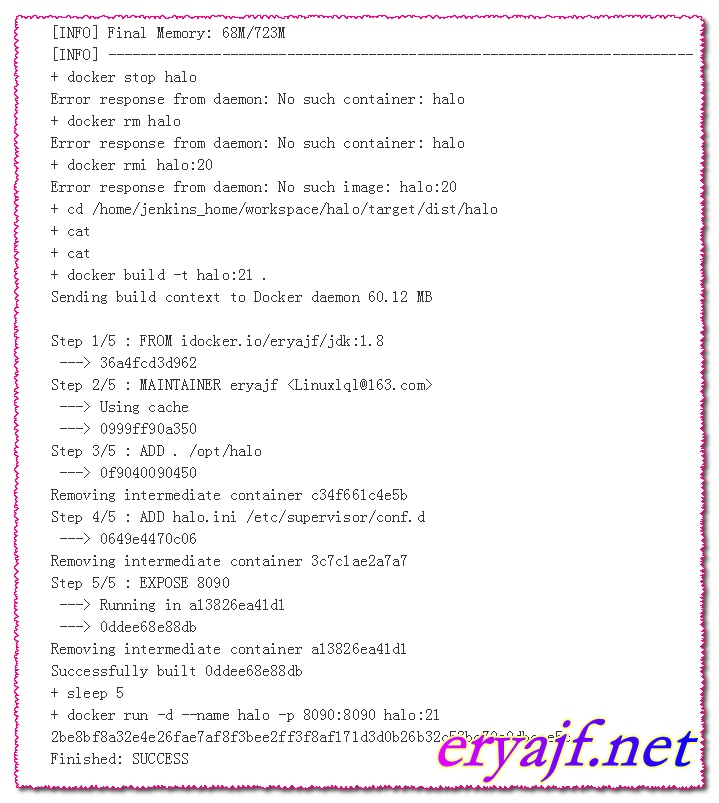 [INFO] Final Memory: 68M/723M
[INFO] ------------------------------------------------------------------------
+ docker stop halo
Error response from daemon: No such container: halo
+ docker rm halo
Error response from daemon: No such container: halo
+ docker rmi halo:20
Error response from daemon: No such image: halo:20
+ cd /home/jenkins_home/workspace/halo/target/dist/halo
+ cat
+ cat
+ docker build -t halo:21 .
Sending build context to Docker daemon 60.12 MB
Step 1/5 : FROM idocker.io/eryajf/jdk:1.8
---> 36a4fcd3d962
Step 2/5 : MAINTAINER eryajf <Linuxlql@163.com>
---> Using cache
---> 0999ff90a350
Step 3/5 : ADD . /opt/halo
---> 0f9040090450
Removing intermediate container c34f661c4e5b
Step 4/5 : ADD halo.ini /etc/supervisor/conf.d
---> 0649e4470c06
Removing intermediate container 3c7c1ae2a7a7
Step 5/5 : EXPOSE 8090
---> Running in a13826ea41d1
---> 0ddee68e88db
Removing intermediate container a13826ea41d1
Successfully built 0ddee68e88db
+ sleep 5
+ docker run -d --name halo -p 8090:8090 halo:21
Finished: SUCCESS
eryajf.net